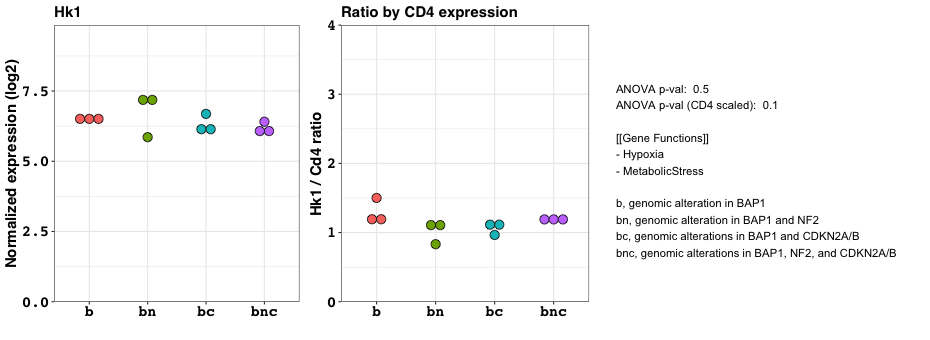 Hk1
Normalized expression (log2)
7.5
5.0
2.5
0.0
b bn bc bnc
Ratio by CD4 expression
Hk1 / Cd4 ratio
4
3
2
1
0
b bn bc bnc
ANOVA p-val: 0.5
ANOVA p-val (CD4 scaled): 0.1
[[Gene Functions]]
- Hypoxia
- MetabolicStress
b, genomic alteration in BAP1
bn, genomic alteration in BAP1 and NF2
bc, genomic alterations in BAP1 and CDKN2A/B
bnc, genomic alterations in BAP1, NF2, and CDKN2A/B